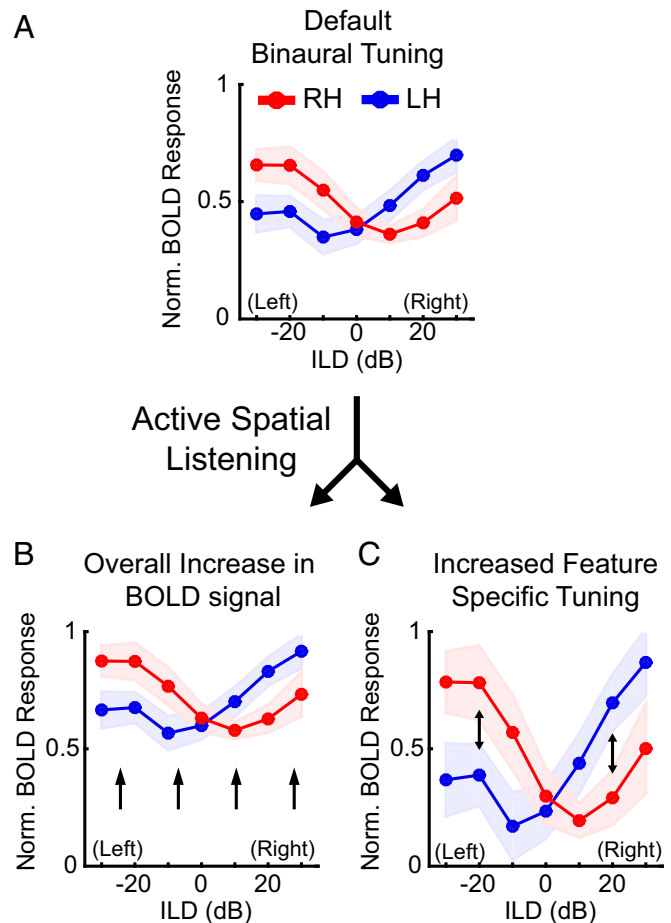 A
Default
Binaural Tuning
RH LH
Norm. BOLD Response
1
0.5
0
(Left) (Right)
-20 0 20
ILD (dB)
Active Spatial
Listening
B
Overall Increase in
BOLD signal
Norm. BOLD Response
1
0.5
0
(Left) (Right)
-20 0 20
ILD (dB)
C
Increased Feature
Specific Tuning
Norm. BOLD Response
1
0.5
0
(Left) (Right)
-20 0 20
ILD (dB)